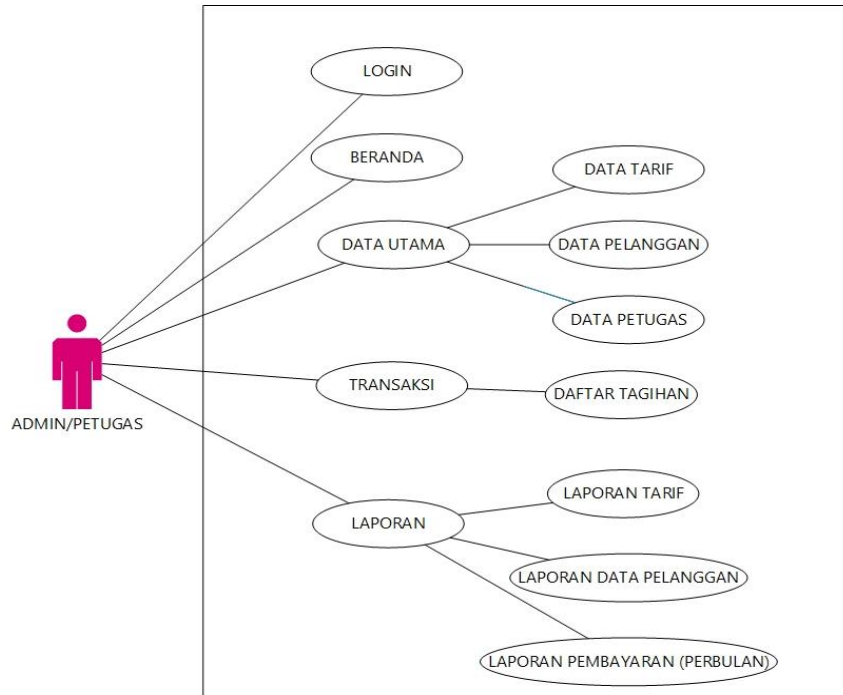 LOGIN
BERANDA
DATA TARIF
DATA UTAMA
DATA PELANGGAN
DATA PETUGAS
TRANSAKSI
DAFTAR TAGIHAN
ADMIN/PETUGAS
LAPORAN TARIF
LAPORAN
LAPORAN DATA PELANGGAN
LAPORAN PEMBAYARAN (PERBULAN)